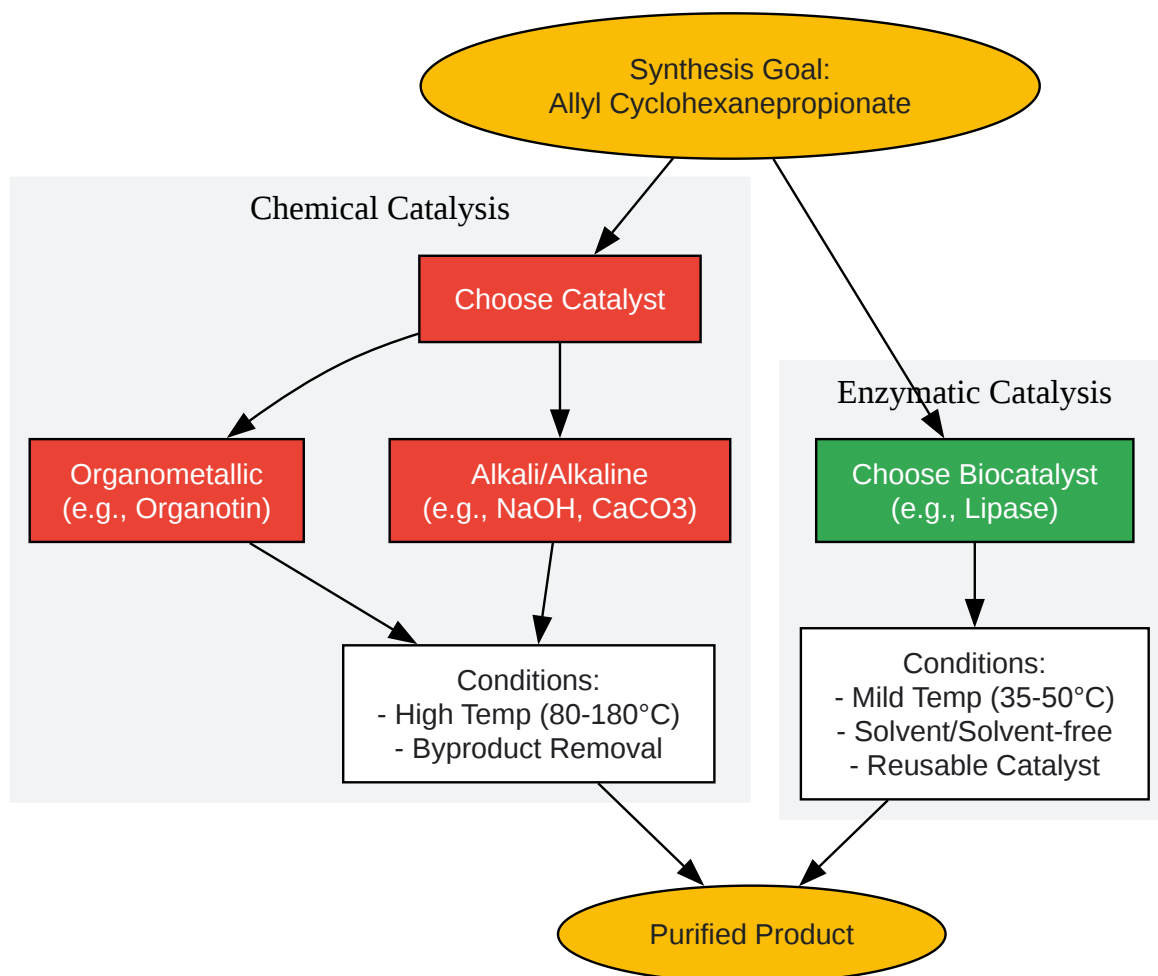 Synthesis Goal:
Allyl Cyclohexanepropionate
Chemical Catalysis
Choose Catalyst
Organometallic
(e.g., Organotin)
Alkali/Alkaline
(e.g., NaOH, CaCO3)
Conditions:
- High Temp (80-180°C)
- Byproduct Removal
Enzymatic Catalysis
Choose Biocatalyst
(e.g., Lipase)
Conditions:
- Mild Temp (35-50°C)
- Solvent/Solvent-free
- Reusable Catalyst
Purified Product